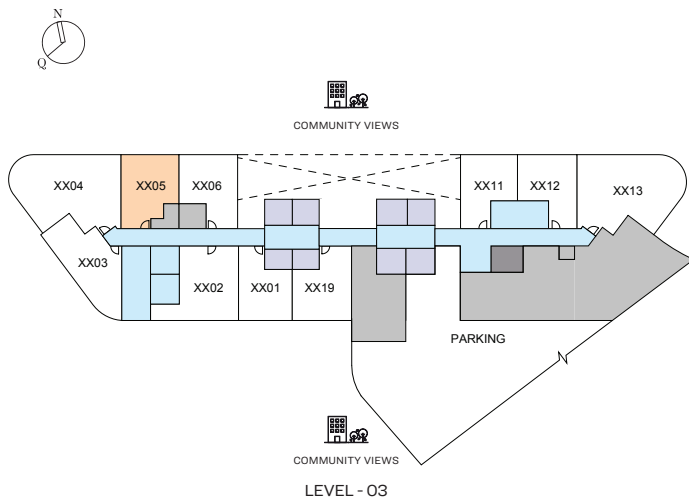 N
Q
COMMUNITY VIEWS
XX04
XX05
XX06
XX11
XX12
XX13
XX03
XX02
XX01
XX19
PARKING
N
COMMUNITY VIEWS
LEVEL - 03